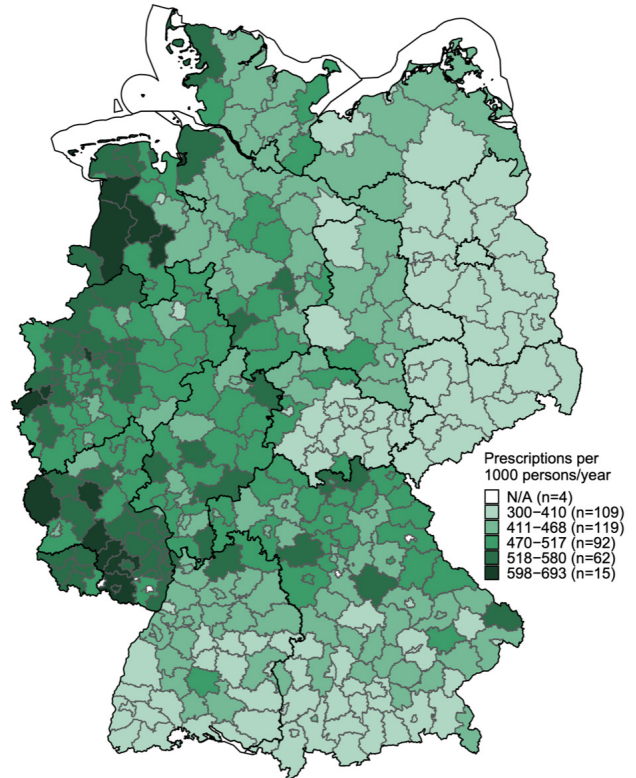 Prescriptions per
1000 persons/year
N/A (n=4)
300−410 (n=109)
411−468 (n=119)
470−517 (n=92)
518−580 (n=62)
598−693 (n=15)